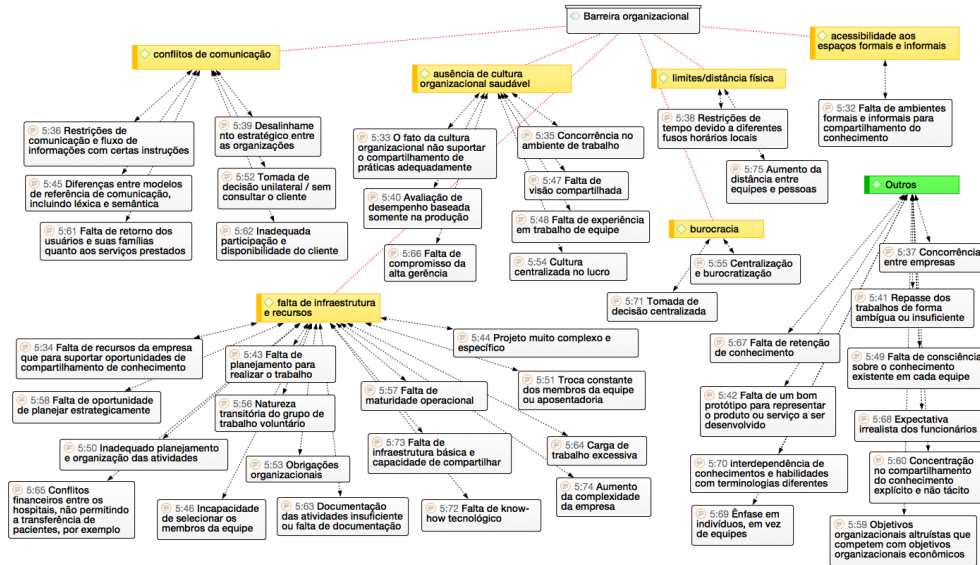 Barreira organizacional
conflitos de comunicação
ausência de cultura
organizacional saudável
limites/distância física
acessibilidade aos
espaços formais e informais
5:36 Restrições de
comunicação e fluxo de
informações com certas instruções
5:39 Desalinhame
nto estratégico entre
as organizações
5:33 O fato da cultura
organizacional não suportar
o compartilhamento de
práticas adequadamente
5:35 Concorrência no
ambiente de trabalho
5:38 Restrições de
tempo devido a diferentes
fusos horários locais
5:32 Falta de ambientes
formais e informais para
compartilhamento do
conhecimento
5:45 Diferenças entre modelos
de referência de comunicação,
incluindo léxica e semântica
5:52 Tomada de
decisão unilateral / sem
consultar o cliente
5:40 Avaliação de
desempenho baseada
somente na produção
5:47 Falta de
visão compartilhada
5:75 Aumento da
distância entre
equipes e pessoas
Outros
5:61 Falta de retorno dos
usuários e suas famílias
quanto aos serviços prestados
5:62 Inadequada
participação e
disponibilidade do cliente
5:66 Falta de
compromisso da
alta gerência
5:48 Falta de experiência
em trabalho de equipe
5:54 Cultura
centralizada no lucro
burocracia
5:55 Centralização
e burocratização
5:71 Tomada de
decisão centralizada
5:37 Concorrência
entre empresas
5:41 Repasse dos
trabalhos de forma
ambígua ou insuficiente
falta de infraestrutura
e recursos
5:34 Falta de recursos da empresa
que para suportar oportunidades de
compartilhamento de conhecimento
5:43 Falta de
planejamento para
realizar o trabalho
5:44 Projeto muito complexo e
específico
5:67 Falta de retenção
de conhecimento
5:49 Falta de consciência
sobre o conhecimento
existente em cada equipe
5:58 Falta de oportunidade
de planejar estrategicamente
5:56 Natureza
transitória do grupo de
trabalho voluntário
5:57 Falta de
maturidade operacional
5:51 Troca constante
dos membros da equipe
ou aposentadoria
5:42 Falta de um bom
protótipo para representar
o produto ou serviço a ser
desenvolvido
5:68 Expectativa
irrealista dos funcionários
5:50 Inadequado planejamento
e organização das atividades
5:53 Obrigações
organizacionais
5:73 Falta de
infraestrutura básica e
capacidade de compartilhar
5:64 Carga de
trabalho excessiva
5:70 interdependência de
conhecimentos e habilidades
com terminologias diferentes
5:60 Concentração
no compartilhamento
do conhecimento
explícito e não tácito
5:65 Conflitos
financeiros entre os
hospitais, não permitindo
a transferência de
pacientes, por exemplo
5:46 Incapacidade
de selecionar os
membros da equipe
5:63 Documentação
das atividades insuficiente
ou falta de documentação
5:72 Falta de know-
how tecnológico
5:74 Aumento
da complexidade da
empresa
5:69 Ênfase em
indivíduos, em vez
de equipes
5:59 Objetivos
organizacionais altruístas que
competem com objetivos
organizacionais econômicos